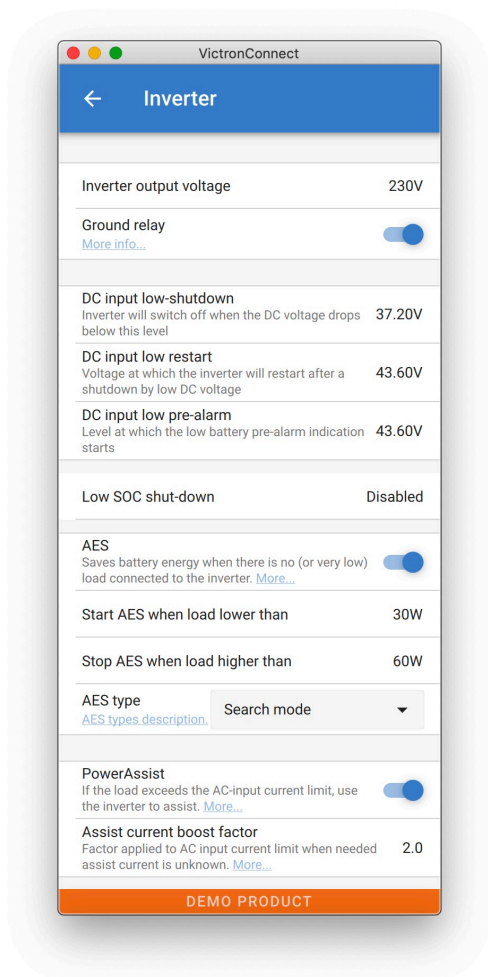 VictronConnect
Inverter
Inverter output voltage 230V
Ground relay
More info...
DC input low-shutdown
Inverter will switch off when the DC voltage drops 37.20V
below this level
DC input low restart
Voltage at which the inverter will restart after a 43.60V
shutdown by low DC voltage
DC input low pre-alarm
Level at which the low battery pre-alarm indication 43.60V
starts
Low SOC shut-down Disabled
AES
Saves battery energy when there is no (or very low)
load connected to the inverter. More...
Start AES when load lower than 30W
Stop AES when load higher than 60W
AES type
AES types description. Search mode
PowerAssist
If the load exceeds the AC-input current limit, use
the inverter to assist. More...
Assist current boost factor
Factor applied to AC input current limit when needed 2.0
assist current is unknown. More...
DEMO PRODUCT